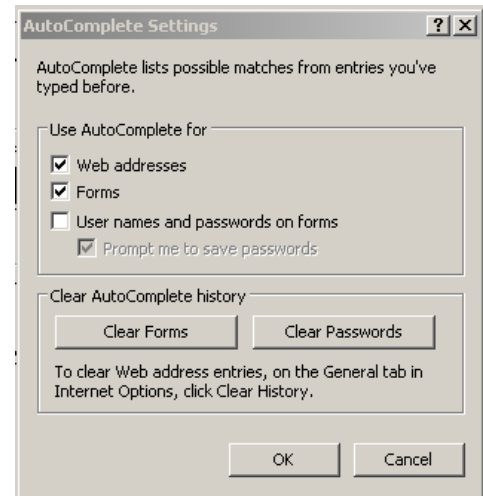 AutoComplete Settings
AutoComplete lists possible matches from entries you've
typed before.
Use AutoComplete for
Web addresses
Forms
User names and passwords on forms
Prompt me to save passwords
Clear AutoComplete history
Clear Forms
Clear Passwords
To clear Web address entries, on the General tab in
Internet Options, click Clear History.
OK
Cancel